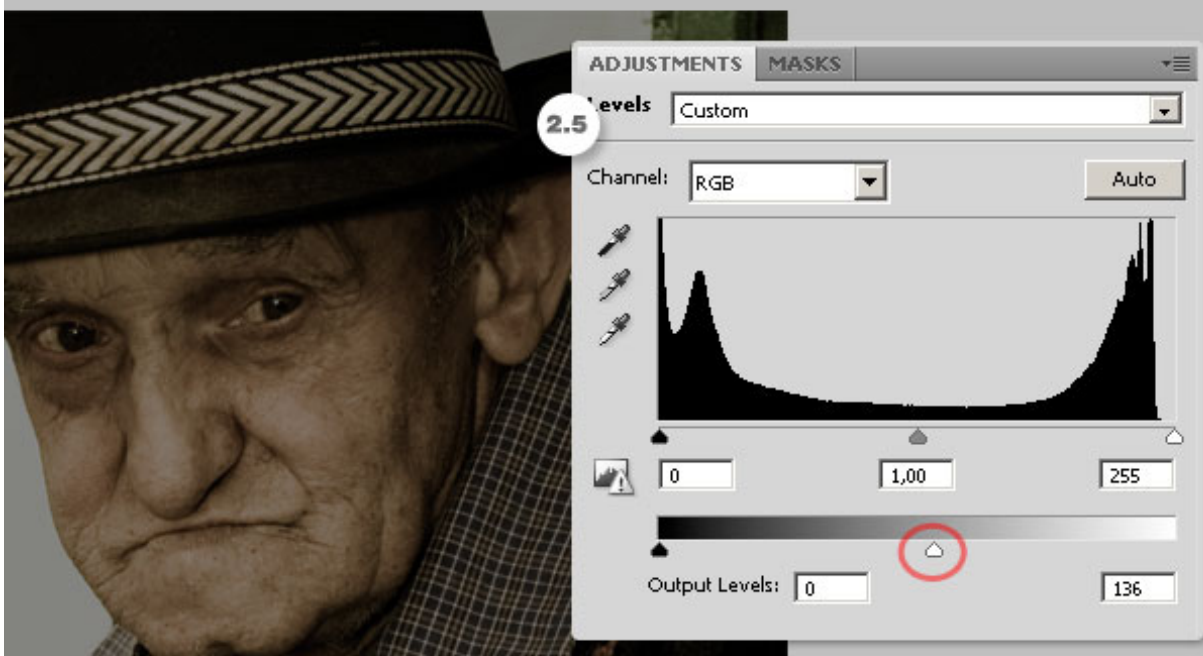 ADJUSTMENTS MASKS
2.5
Levels Custom
Channel: RGB Auto
0 1,00 255
Output Levels: 0 136